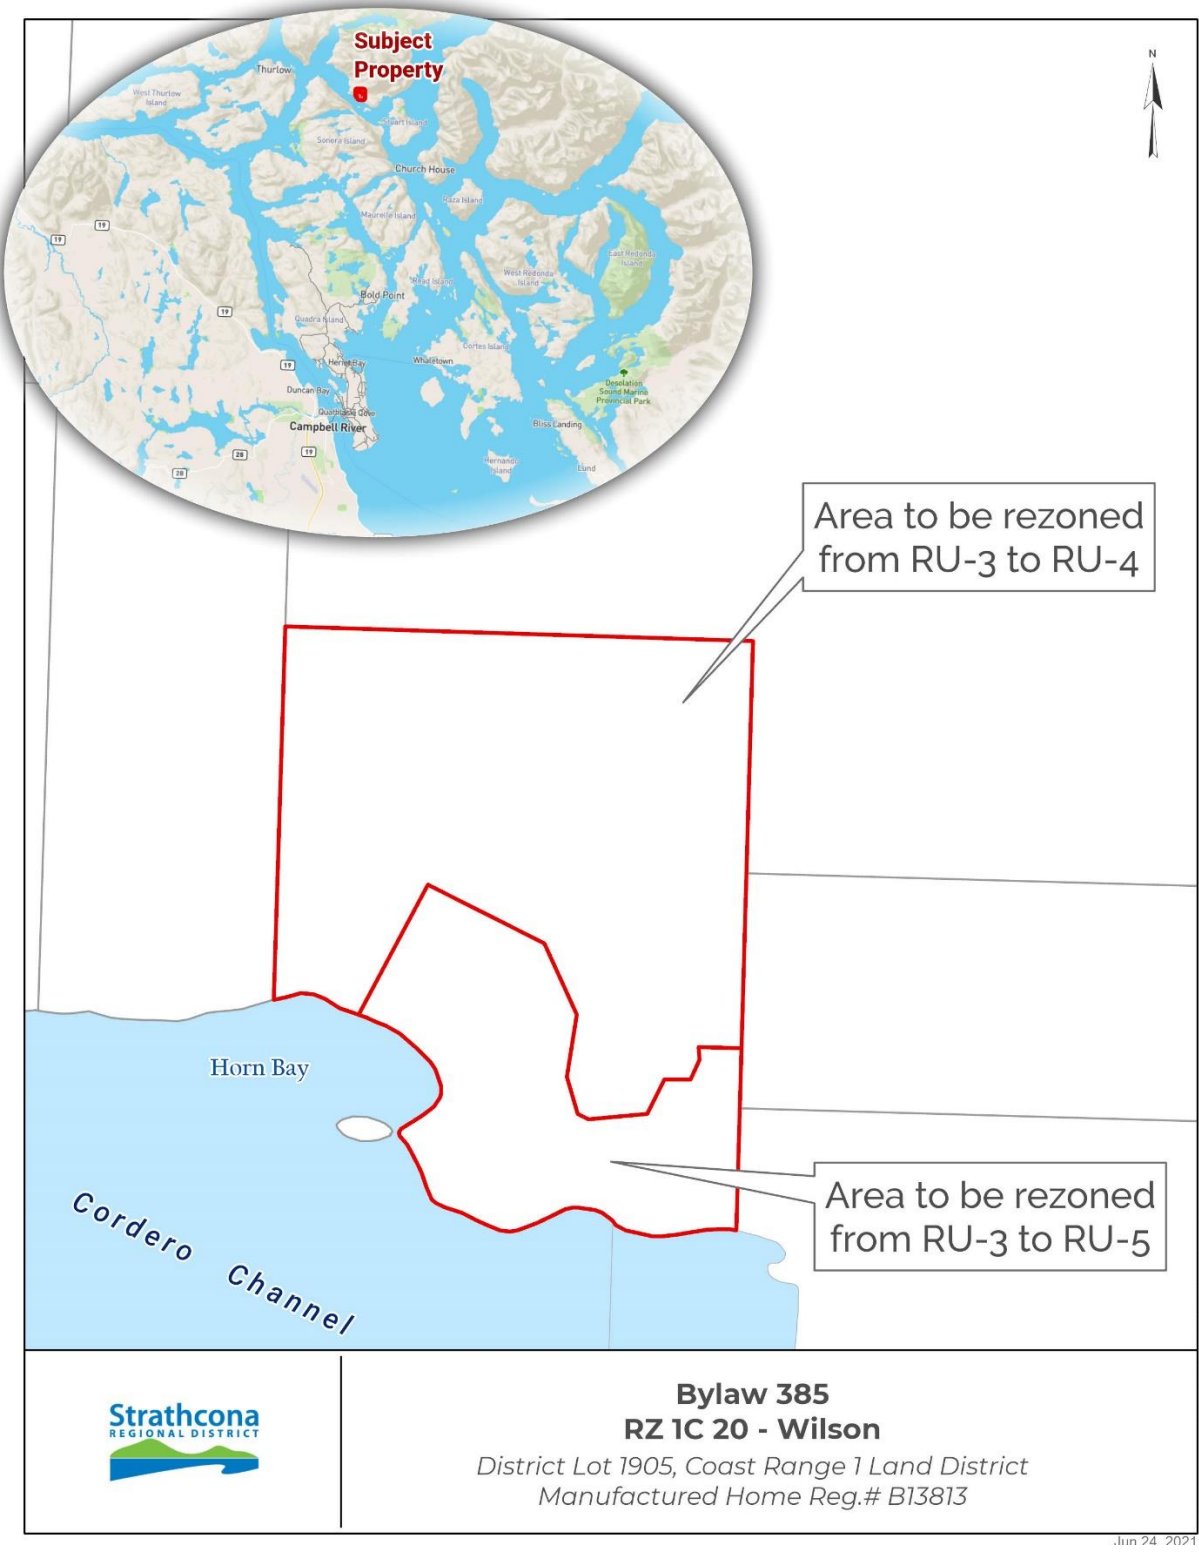 Subject
Property
Thurlow
West Thurlow
Island
Stuart Island
Sonora Island
Church House
Raza Island
Maurelle Island
19
19
East Redonda
Island
West Redonda
Island
Read Island
Bold Point
19
Quadra Island
Cortes Island
Heriot Bay
Whaletown
19
Desolation
Sound Marine
Provincial Park
Duncan Bay
Quathiaski Cove
Bliss Landing
Campbell River
28
19
Hernando
Island
Lund
28
N
Area to be rezoned
from RU-3 to RU-4
Horn Bay
Cordero Channel
Area to be rezoned
from RU-3 to RU-5
Strathcona
REGIONAL DISTRICT
Bylaw 385
RZ 1C 20 - Wilson
District Lot 1905, Coast Range 1 Land District
Manufactured Home Reg.# B13813
Jun 24, 2021